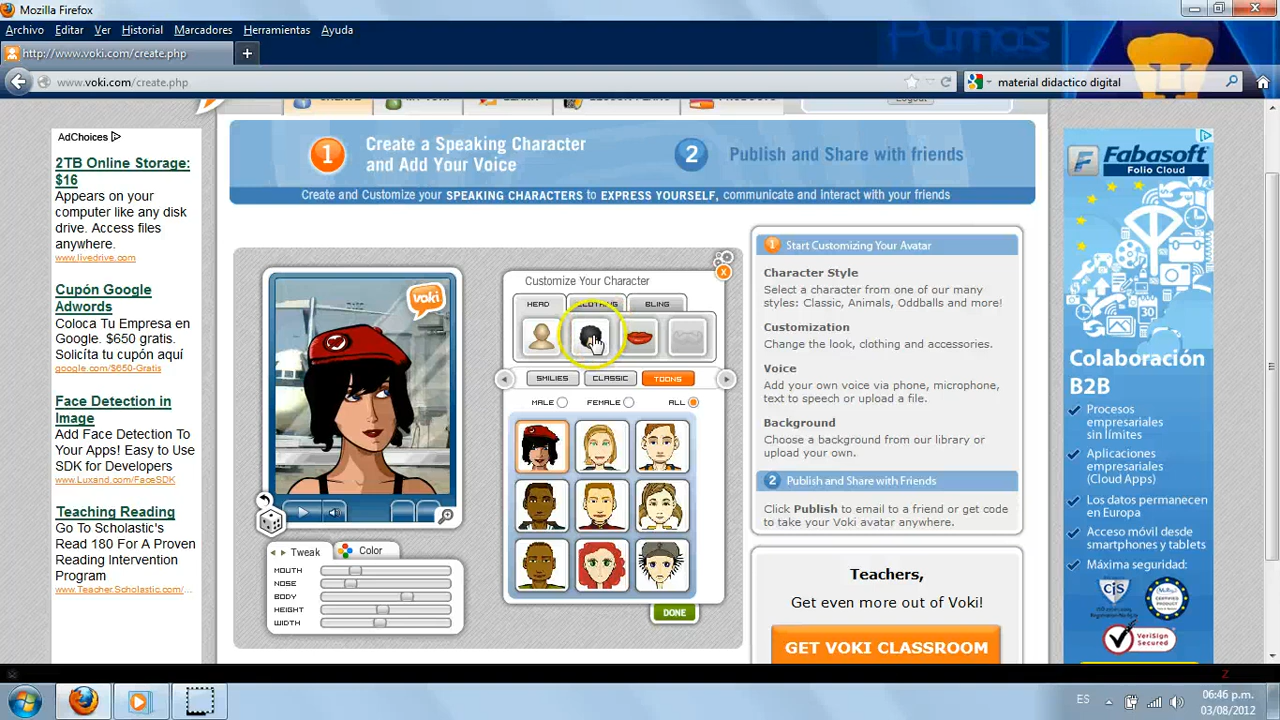 Mozilla Firefox
Archivo Editar Ver Historial Marcadores Herramientas Ayuda
Pumas
http://www.voki.com/create.php
www.voki.com/create.php
material didactico digital
Logout
AdChoices
2TB Online Storage:
$16
Appears on your
computer like any disk
drive. Access files
anywhere.
www.livedrive.com
Cupón Google
Adwords
Coloca Tu Empresa en
Google. $650 gratis.
Solicita tu cupón aquí
google.com/$650-Gratis
Face Detection in
Image
Add Face Detection To
Your Apps! Easy to Use
SDK for Developers
www.Luxand.com/FaceSDK
Teaching Reading
Go To Scholastic's
Read 180 For A Proven
Reading Intervention
Program
www.Teacher.Scholastic.com/...
1 Create a Speaking Character
and Add Your Voice
2 Publish and Share with friends
Create and Customize your SPEAKING CHARACTERS to EXPRESS YOURSELF, communicate and interact with your friends
voki
Tweak Color
MOUTH
NOSE
BODY
HEIGHT
WIDTH
Customize Your Character
X
HEAD CLOTHING BLING
SMILIES CLASSIC TOONS
MALE FEMALE ALL
DONE
1 Start Customizing Your Avatar
Character Style
Select a character from one of our many
styles: Classic, Animals, Oddballs and more!
Customization
Change the look, clothing and accessories.
Voice
Add your own voice via phone, microphone,
text to speech or upload a file.
Background
Choose a background from our library or
upload your own.
2 Publish and Share with Friends
Click Publish to email to a friend or get code
to take your Voki avatar anywhere.
Teachers,
Get even more out of Voki!
GET VOKI CLASSROOM
Fabasoft
Folio Cloud
Colaboración
B2B
Procesos
empresariales
sin límites
Aplicaciones
empresariales
(Cloud Apps)
Los datos permanecen
en Europa
Acceso móvil desde
smartphones y tablets
Máxima seguridad:
VeriSign
Secured
Z
ES
06:46 p.m.
03/08/2012